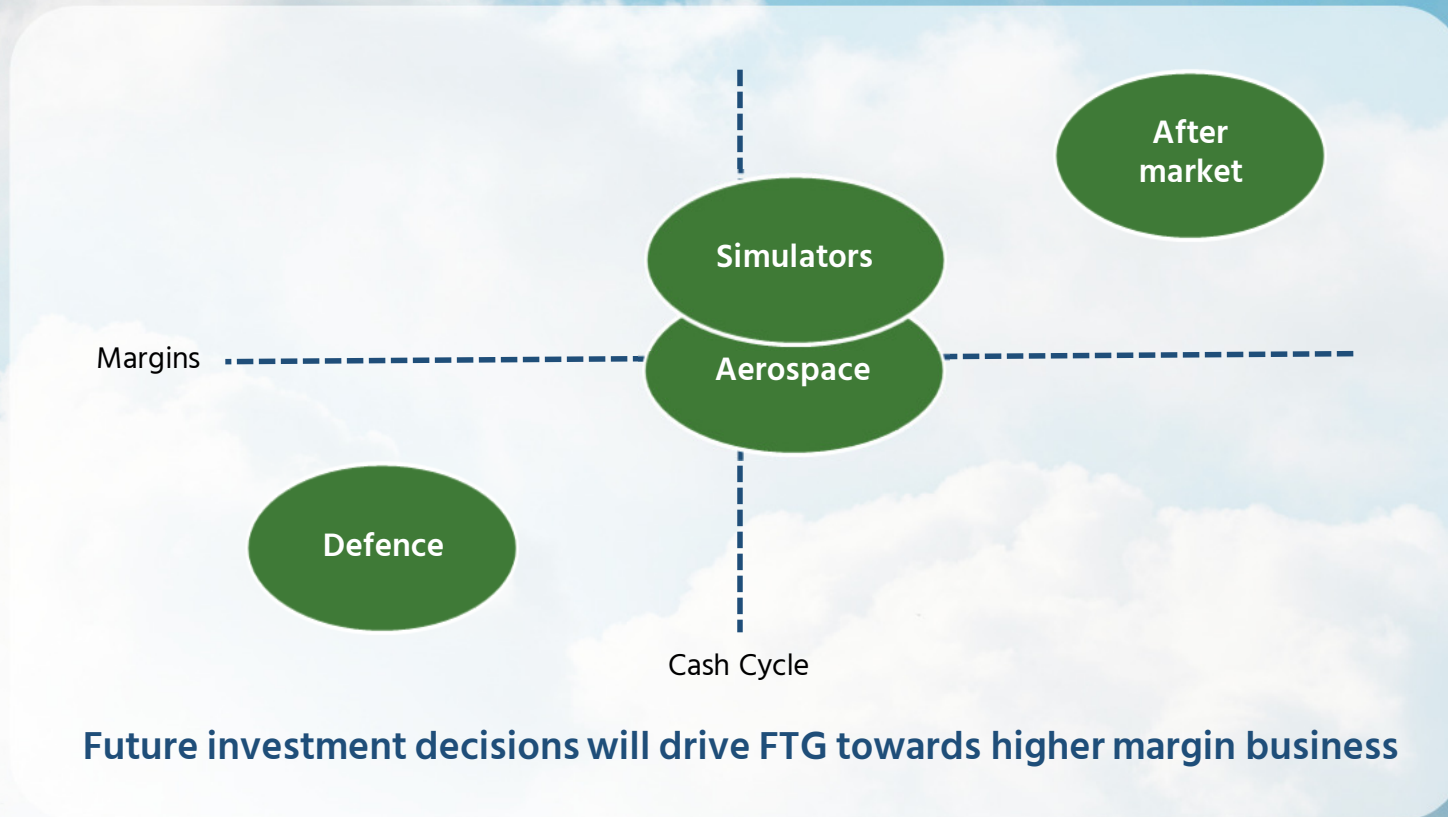 After
market
Simulators
Margins
Aerospace
Defence
Cash Cycle
Future investment decisions will drive FTG towards higher margin business